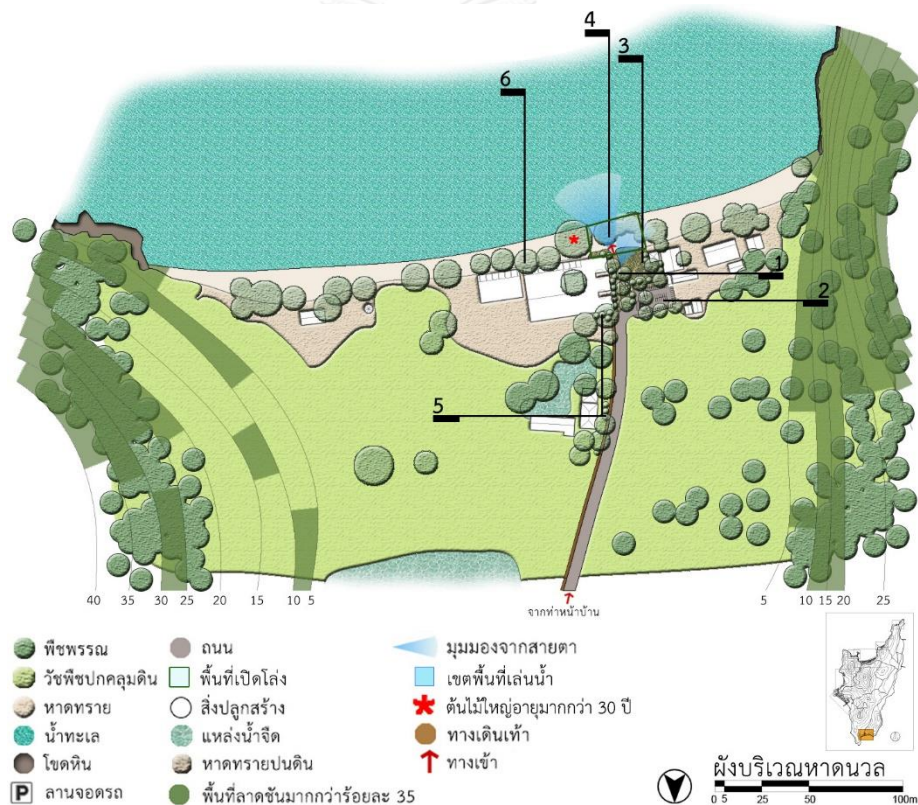 4
3
6
1
2
5
40 35 30 25 20 15 10 5
5 10 15 20 25
จากท่าหน้าบ้าน
พืชพรรณ
วัชพืชปกคลุมดิน
หาดทราย
น้ำทะเล
โขดหิน
P ลานจอดรถ
ถนน
พื้นที่เปิดโล่ง
สิ่งปลูกสร้าง
แหล่งน้ำจืด
หาดทรายปนดิน
พื้นที่ลาดชันมากกว่าร้อยละ 35
มุมมองจากสายตา
เขตพื้นที่เล่นน้ำ
ต้นไม้ใหญ่อายุมากกว่า 30 ปี
ทางเดินเท้า
ทางเข้า
ผังบริเวณหาดนวล
0 5 25 50 100m